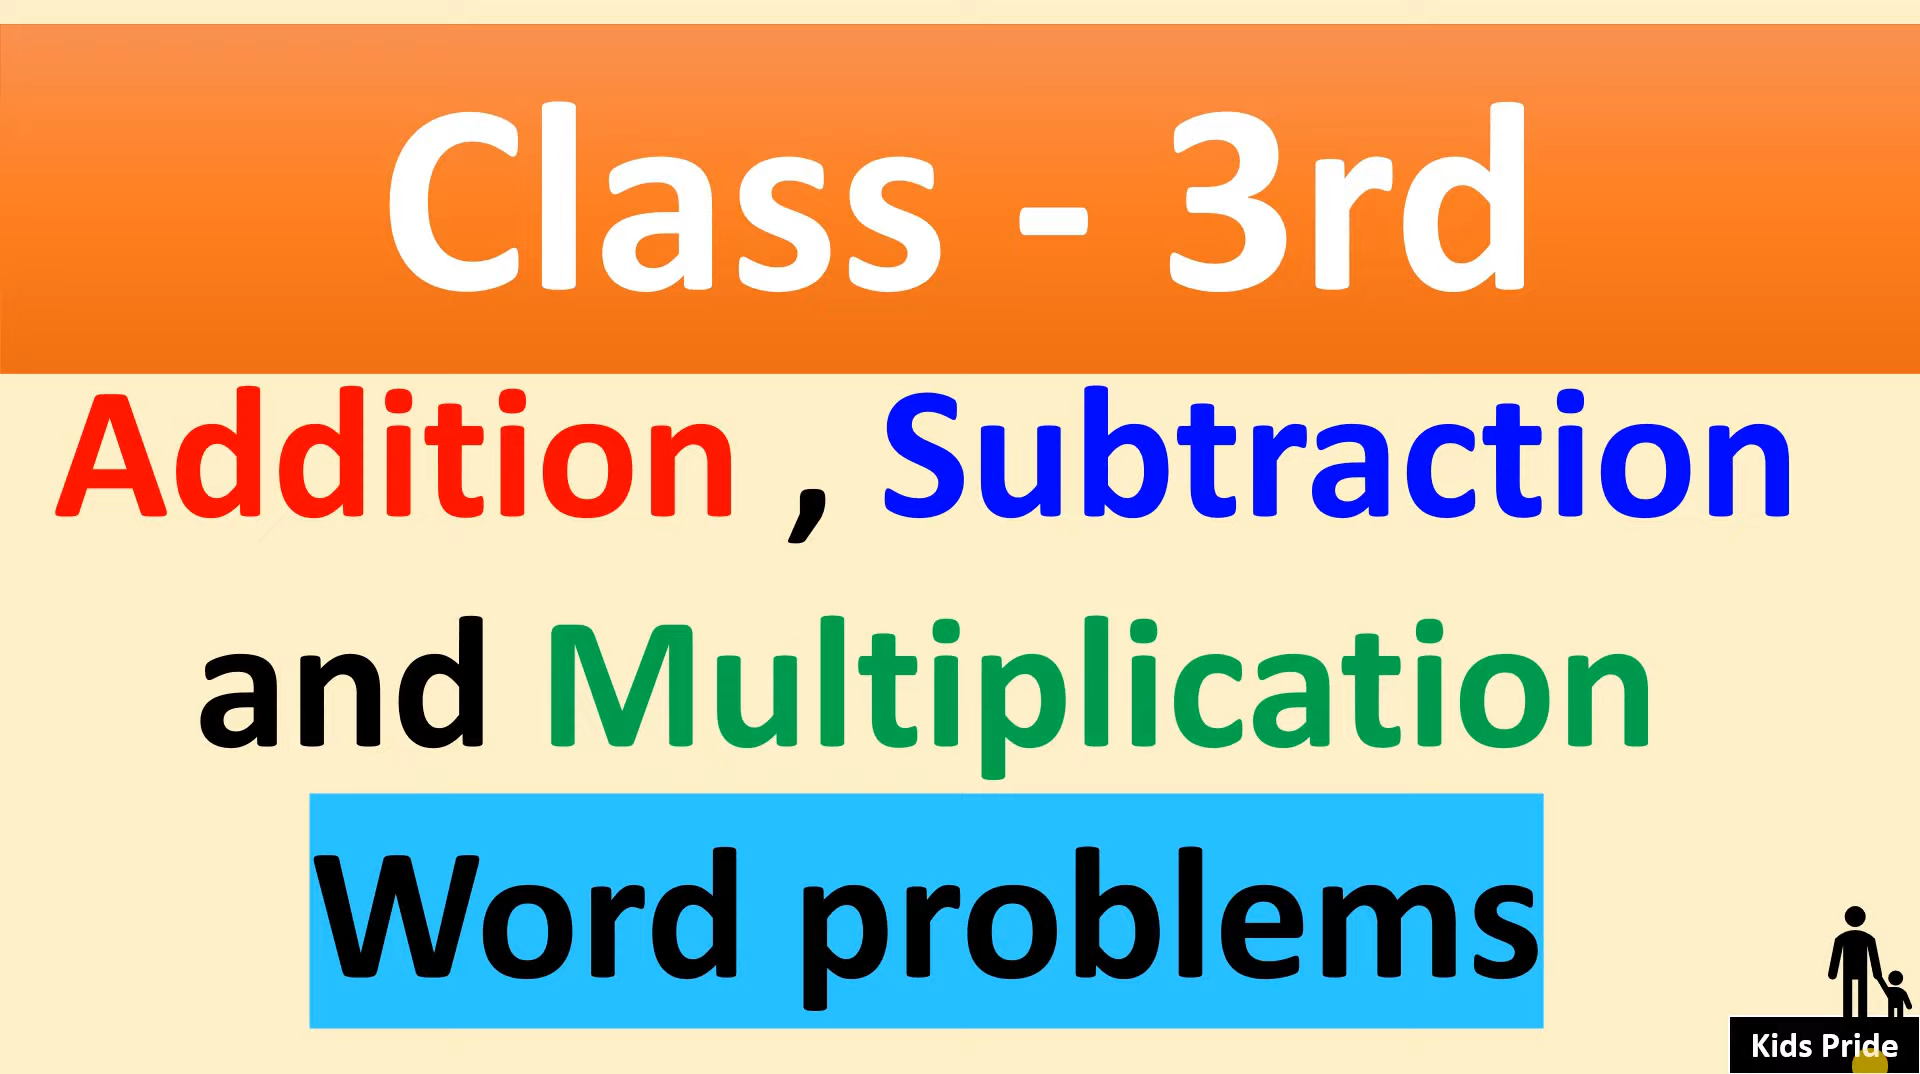 Class - 3rd
Addition , Subtraction
and Multiplication
Word problems
Kids Pride